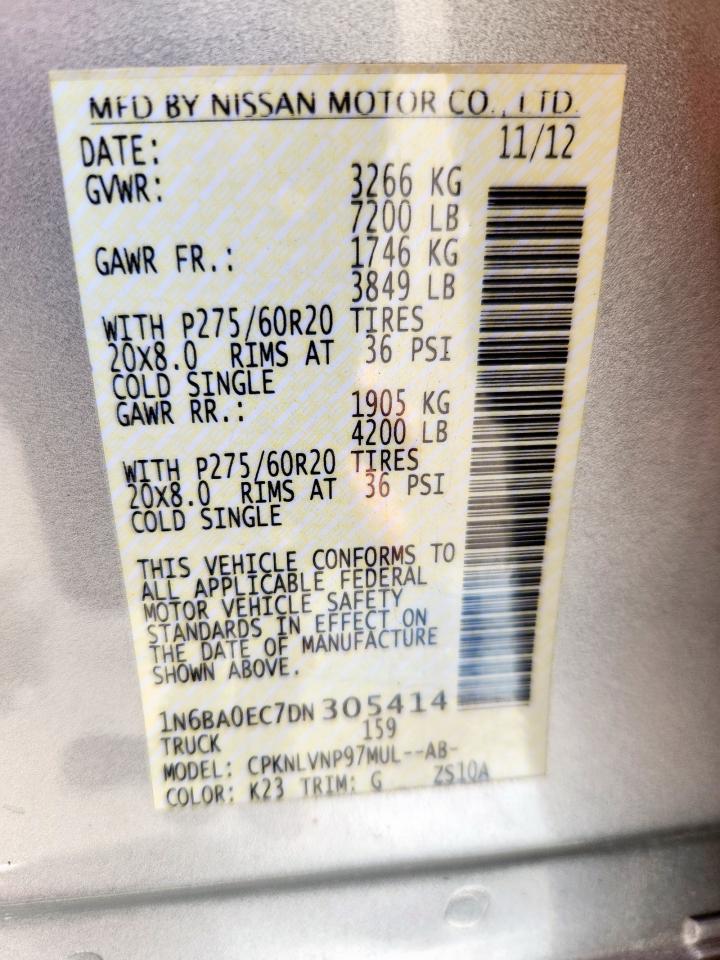 MFD BY NISSAN MOTOR CO., LTD.
DATE: 11/12
GVWR: 3266 KG
7200 LB
GAWR FR.: 1746 KG
3849 LB
WITH P275/60R20 TIRES
20X8.0 RIMS AT 36 PSI
COLD SINGLE
GAWR RR.: 1905 KG
4200 LB
WITH P275/60R20 TIRES
20X8.0 RIMS AT 36 PSI
COLD SINGLE
THIS VEHICLE CONFORMS TO
ALL APPLICABLE FEDERAL
MOTOR VEHICLE SAFETY
STANDARDS IN EFFECT ON
THE DATE OF MANUFACTURE
SHOWN ABOVE.
1N6BA0EC7DN305414
TRUCK 159
MODEL: CPKNLVNP97MUL--AB-
COLOR: K23 TRIM: G ZS10A